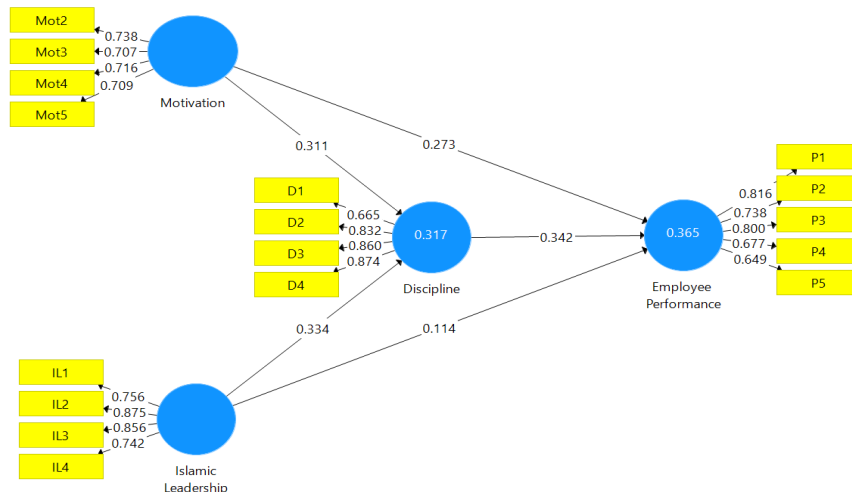 Mot2
0.738
Mot3
0.707
Mot4
0.716
0.709
Mot5
Motivation
0.311
0.273
P1
0.816
P2
0.738
P3
0.800
P4
0.677
0.649
P5
D1
0.665
D2
0.832
D3
0.860
0.874
D4
0.317
Discipline
0.342
0.365
Employee
Performance
0.334
0.114
IL1
0.756
IL2
0.875
IL3
0.856
0.742
IL4
Islamic
Leadership